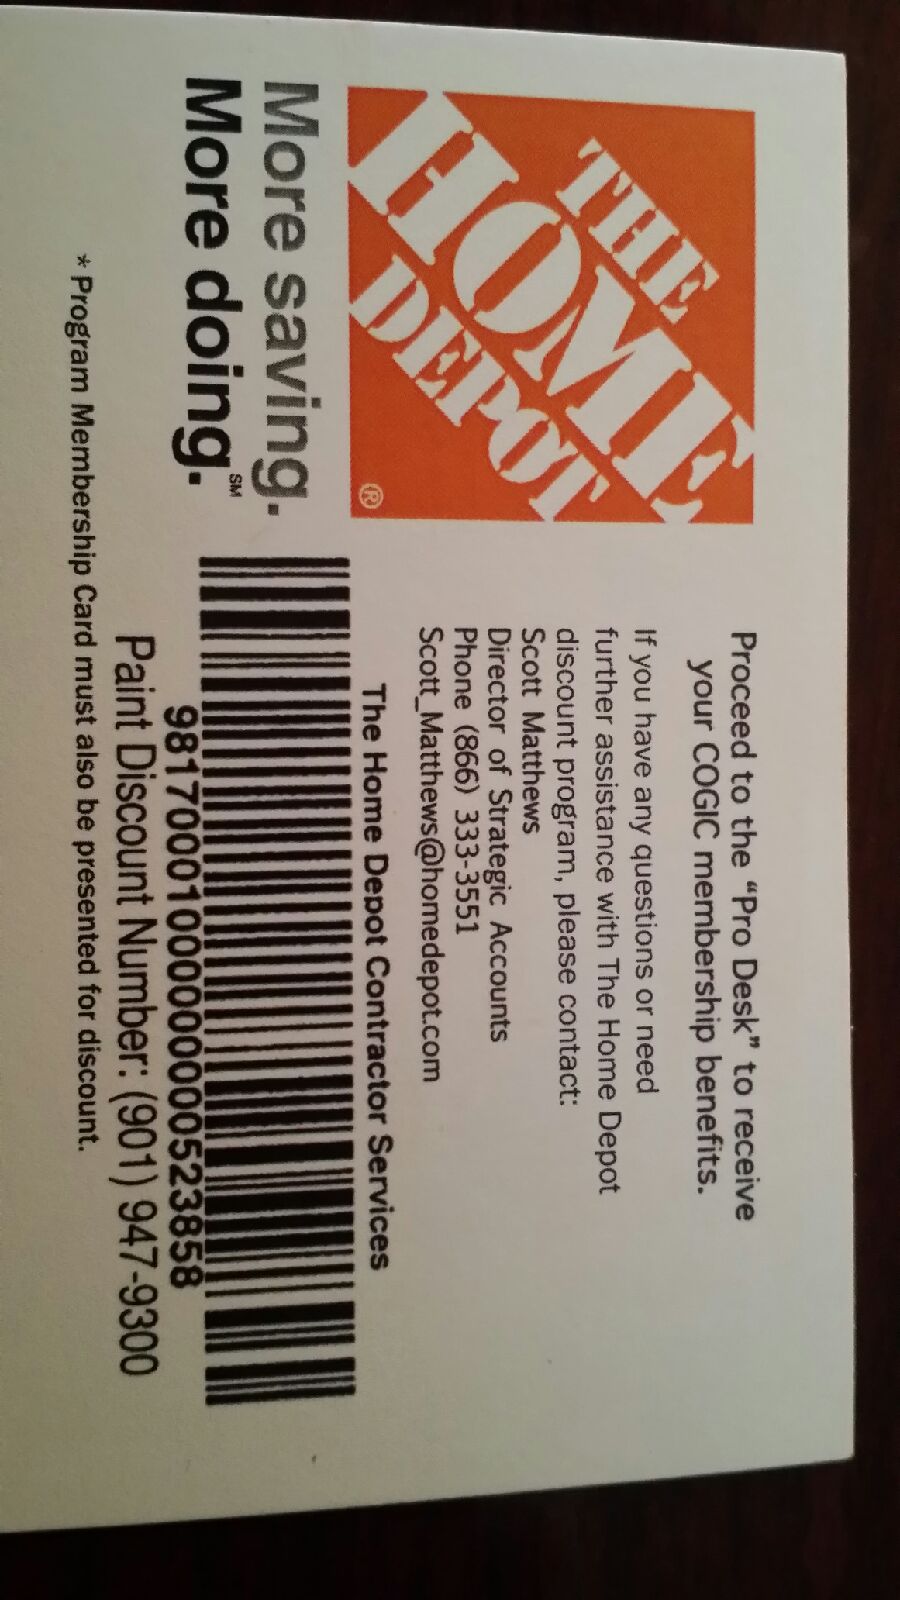 THE
HOME
DEPOT
®
More saving.
More doing.℠
Proceed to the “Pro Desk” to receive
your COGIC membership benefits.
If you have any questions or need
further assistance with The Home Depot
discount program, please contact:
Scott Matthews
Director of Strategic Accounts
Phone (866) 333-3551
Scott_Matthews@homedepot.com
The Home Depot Contractor Services
98170001000000000523858
Paint Discount Number: (901) 947-9300
* Program Membership Card must also be presented for discount.